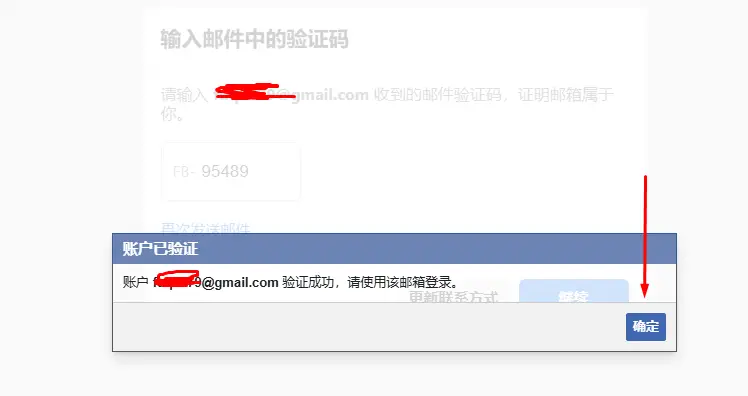 输入邮件中的验证码
请输入 9@gmail.com 收到的邮件验证码，证明邮箱属于
你。
FB- 95489
再次发送邮件
账户已验证
账户 9@gmail.com 验证成功，请使用该邮箱登录。
更新联系方式 继续
确定